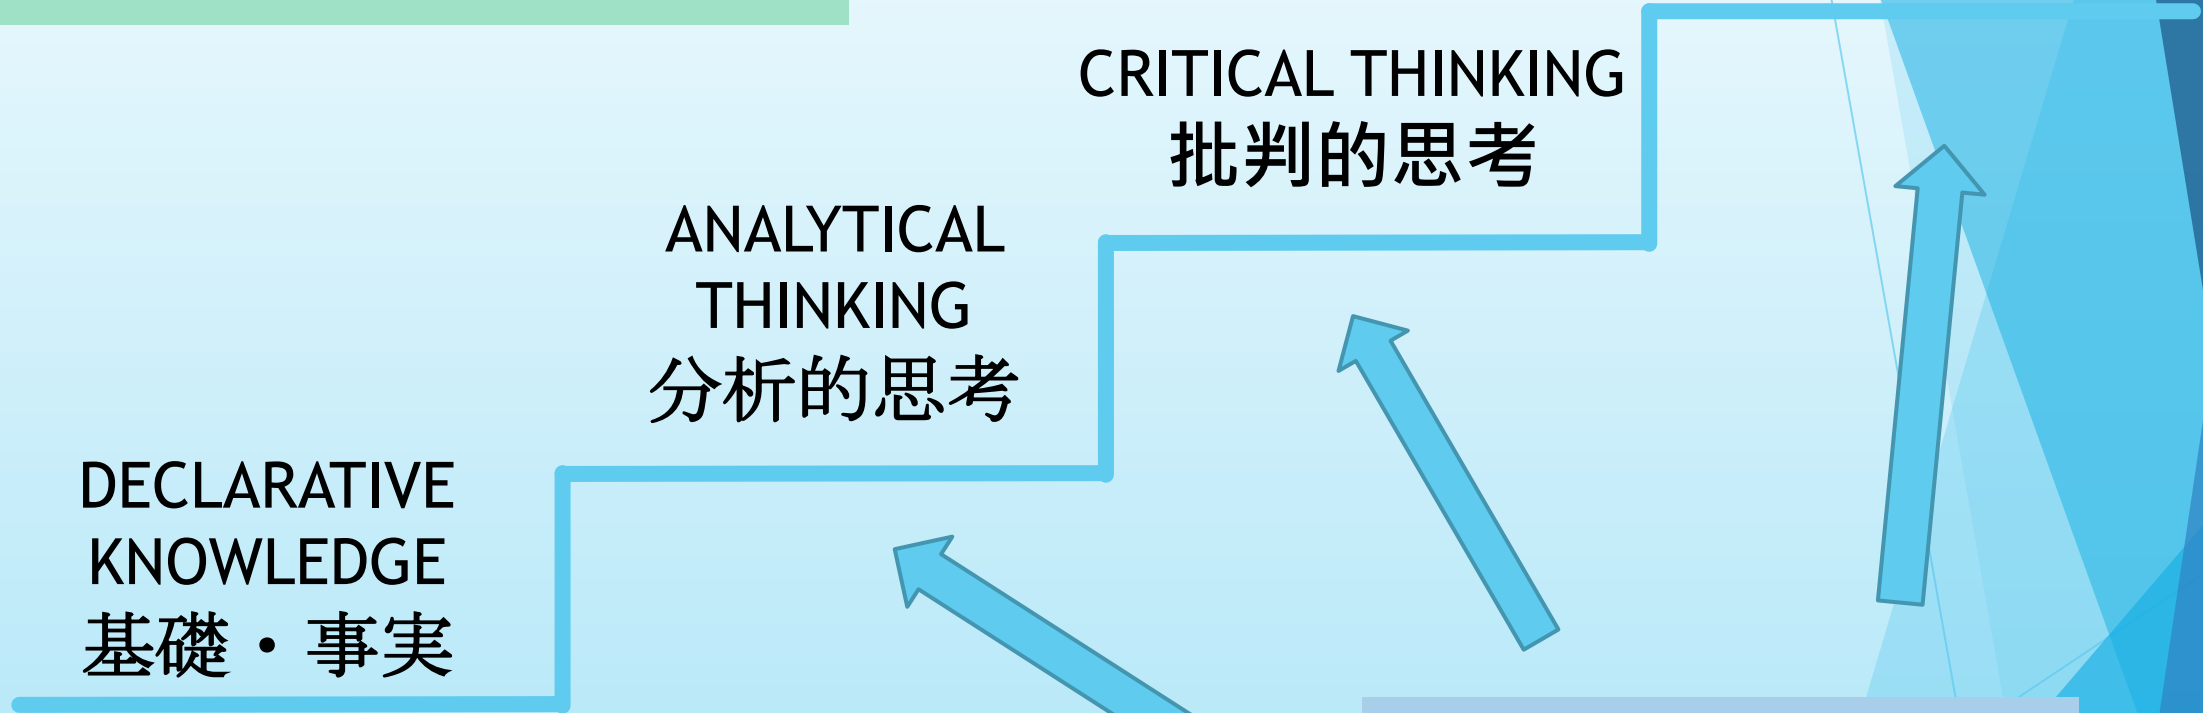 CRITICAL THINKING
批判的思考
ANALYTICAL
THINKING
分析的思考
DECLARATIVE
KNOWLEDGE
基礎・事実